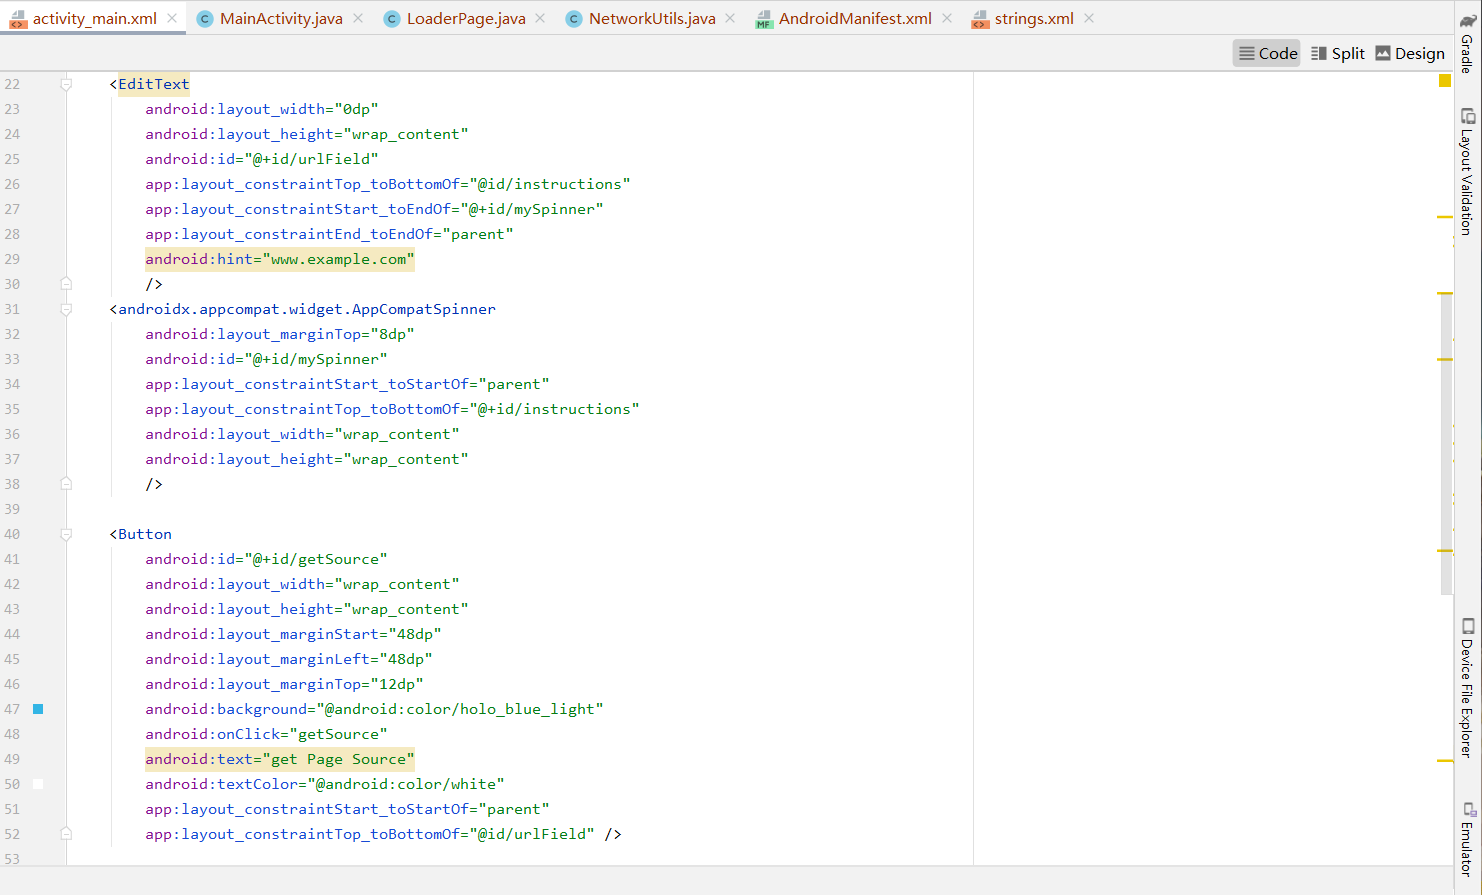 activity_main.xml MainActivity.java LoaderPage.java NetworkUtils.java AndroidManifest.xml strings.xml
Code Split Design
22 <EditText
23 android:layout_width="0dp"
24 android:layout_height="wrap_content"
25 android:id="@+id/urlField"
26 app:layout_constraintTop_toBottomOf="@id/instructions"
27 app:layout_constraintStart_toEndOf="@+id/mySpinner"
28 app:layout_constraintEnd_toEndOf="parent"
29 android:hint="www.example.com"
30 />
31 <androidx.appcompat.widget.AppCompatSpinner
32 android:layout_marginTop="8dp"
33 android:id="@+id/mySpinner"
34 app:layout_constraintStart_toStartOf="parent"
35 app:layout_constraintTop_toBottomOf="@+id/instructions"
36 android:layout_width="wrap_content"
37 android:layout_height="wrap_content"
38 />
39
40 <Button
41 android:id="@+id/getSource"
42 android:layout_width="wrap_content"
43 android:layout_height="wrap_content"
44 android:layout_marginStart="48dp"
45 android:layout_marginLeft="48dp"
46 android:layout_marginTop="12dp"
47 android:background="@android:color/holo_blue_light"
48 android:onClick="getSource"
49 android:text="get Page Source"
50 android:textColor="@android:color/white"
51 app:layout_constraintStart_toStartOf="parent"
52 app:layout_constraintTop_toBottomOf="@id/urlField" />
53
Gradle
Layout Validation
Device File Explorer
Emulator